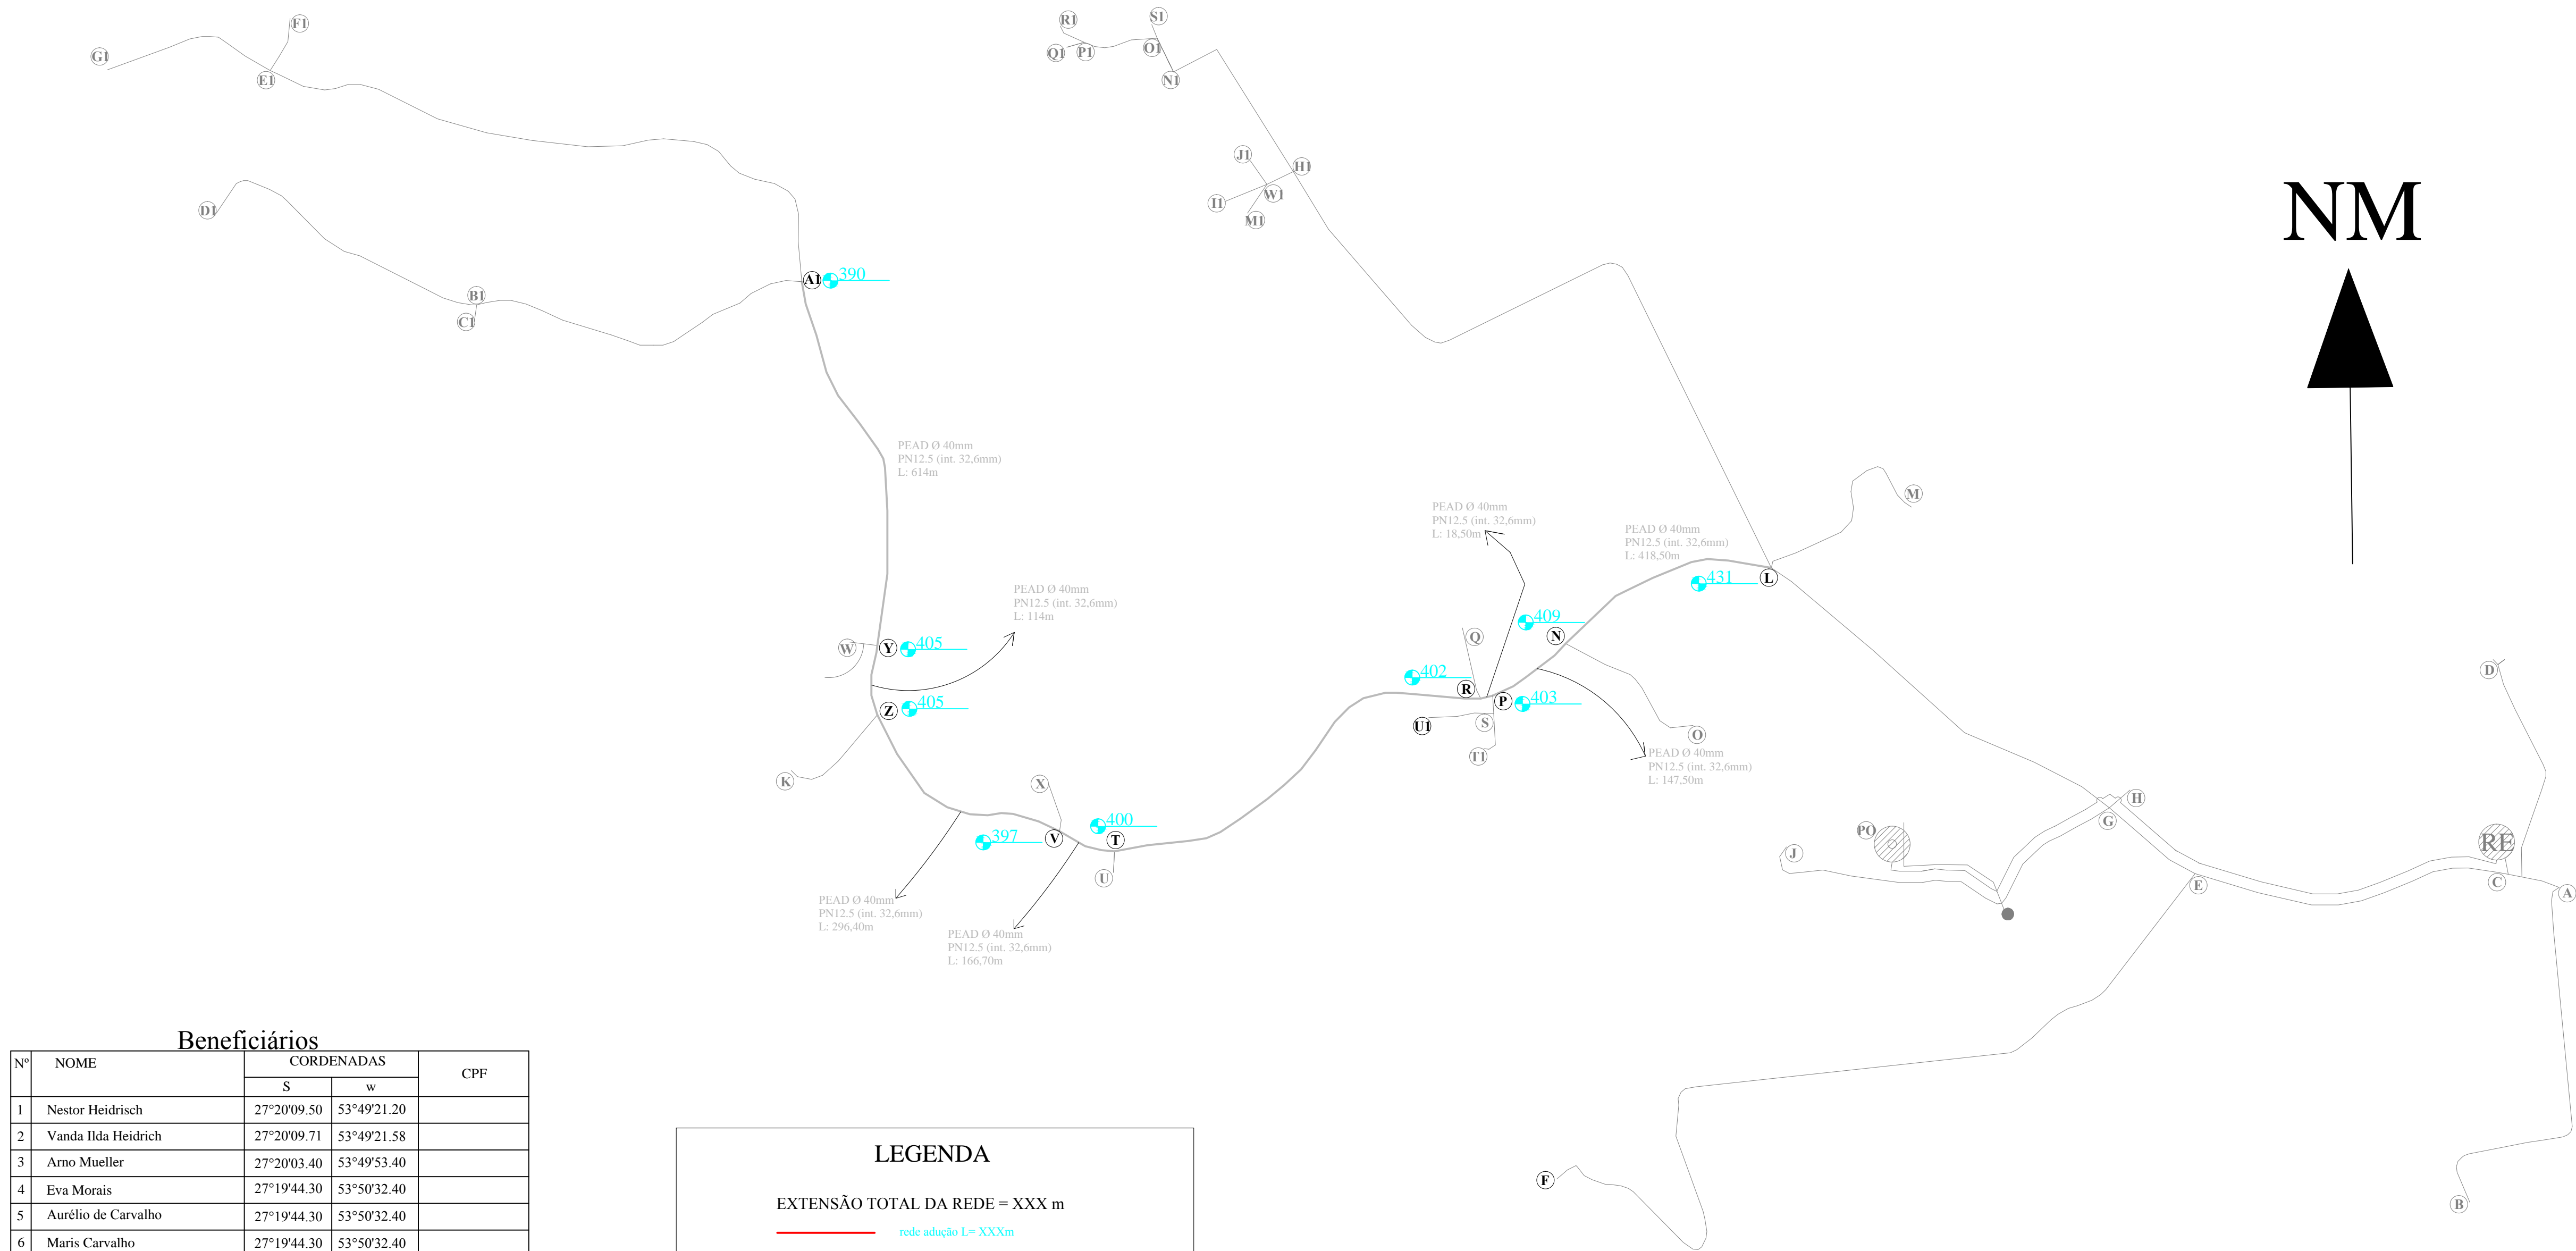 F1
G1
E1
R1
S1
Q1
P1
O1
N1
J1
H1
I1
W1
M1
NM
D1
A1
390
B1
C1
PEAD Ø 40mm
PN12.5 (int. 32,6mm)
L: 614m
PEAD Ø 40mm
PN12.5 (int. 32,6mm)
L: 18,50m
M
PEAD Ø 40mm
PN12.5 (int. 32,6mm)
L: 418,50m
431
L
PEAD Ø 40mm
PN12.5 (int. 32,6mm)
L: 114m
409
N
Q
W
Y
405
402
R
P
403
D
Z
405
U1
S
O
T1
PEAD Ø 40mm
PN12.5 (int. 32,6mm)
L: 147,50m
K
X
H
G
400
T
397
V
PO
J
RE
U
E
C
A
PEAD Ø 40mm
PN12.5 (int. 32,6mm)
L: 296,40m
PEAD Ø 40mm
PN12.5 (int. 32,6mm)
L: 166,70m
F
B
Beneficiários
Nº NOME CORDENADAS CPF
S w
1 Nestor Heidrisch 27°20'09.50 53°49'21.20
2 Vanda Ilda Heidrich 27°20'09.71 53°49'21.58
3 Arno Mueller 27°20'03.40 53°49'53.40
4 Eva Morais 27°19'44.30 53°50'32.40
5 Aurélio de Carvalho 27°19'44.30 53°50'32.40
6 Maris Carvalho 27°19'44.30 53°50'32.40
LEGENDA
EXTENSÃO TOTAL DA REDE = XXX m
rede adução L= XXXm